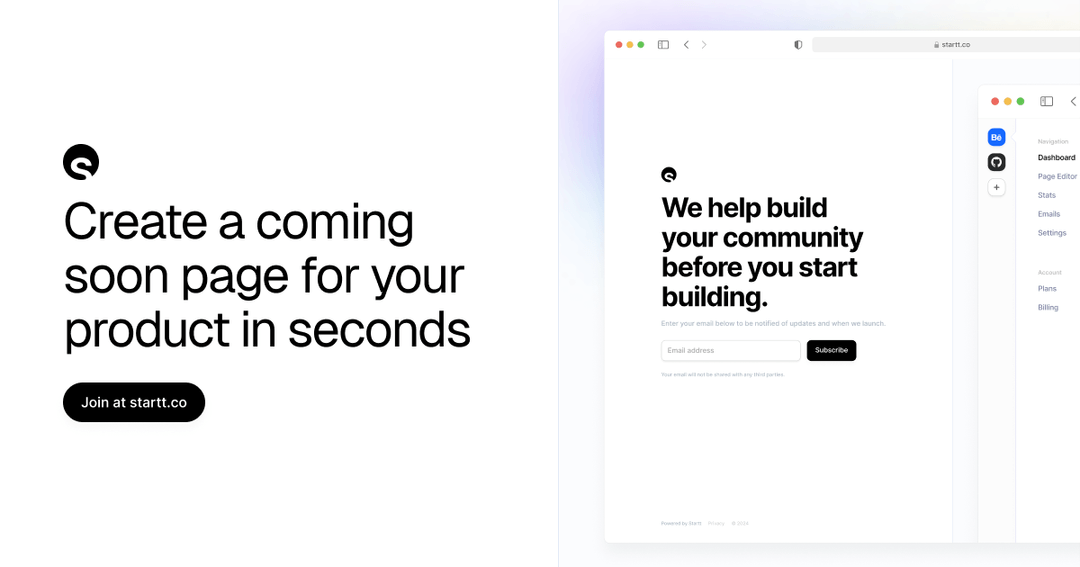 Create a coming
soon page for your
product in seconds
Join at startt.co
startt.co
We help build
your community
before you start
building.
Enter your email below to be notified of updates and when we launch.
Email address
Subscribe
Your email will not be shared with any third parties
Powered by Startt
Privacy
© 2024
Bē
Navigation
Dashboard
Page Editor
Stats
Emails
Settings
Account
Plans
Billing